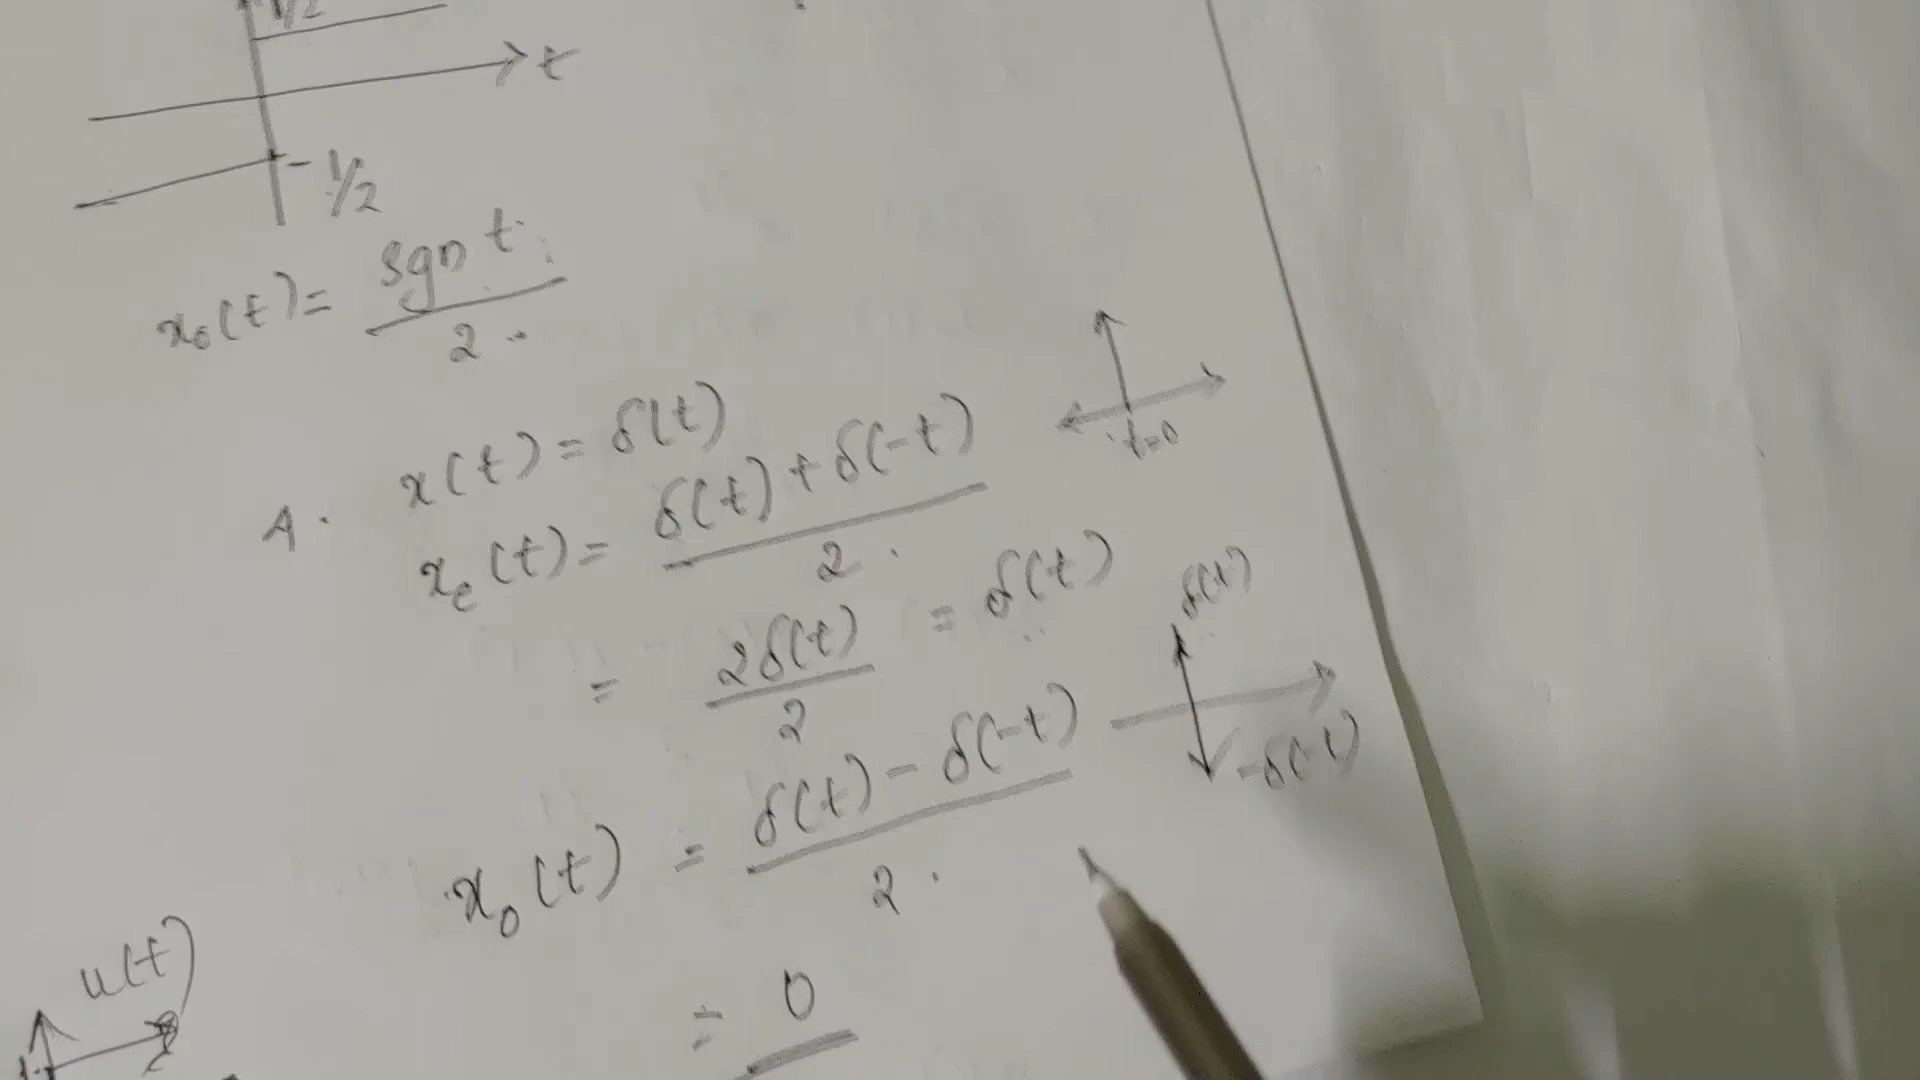 1/2
t
- 1/2
x₀(t) = sgn t / 2
A. x(t) = δ(t)
t=0
xₑ(t) = δ(t) + δ(-t) / 2
= 2δ(t) / 2 = δ(t)
δ(t)
-δ(-t)
x₀(t) = δ(t) - δ(-t) / 2
= 0
u(t)